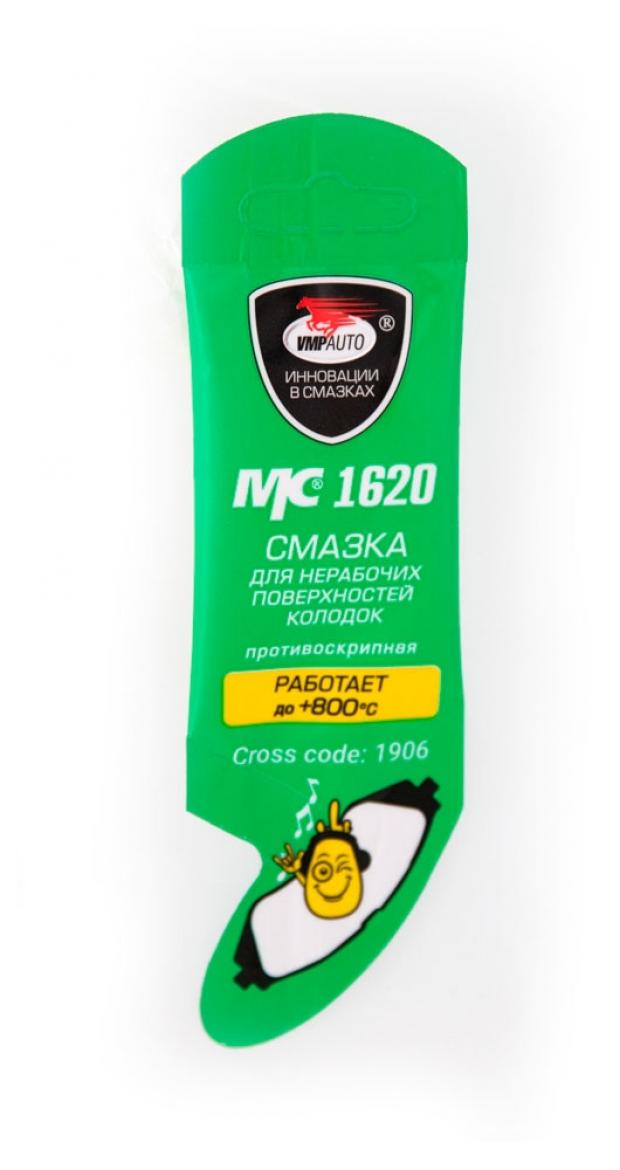 VMPAUTO ®
ИННОВАЦИИ
В СМАЗКАХ
МС® 1620
СМАЗКА
ДЛЯ НЕРАБОЧИХ
ПОВЕРХНОСТЕЙ
КОЛОДОК
противоскрипная
РАБОТАЕТ
до +800°C
Cross code: 1906